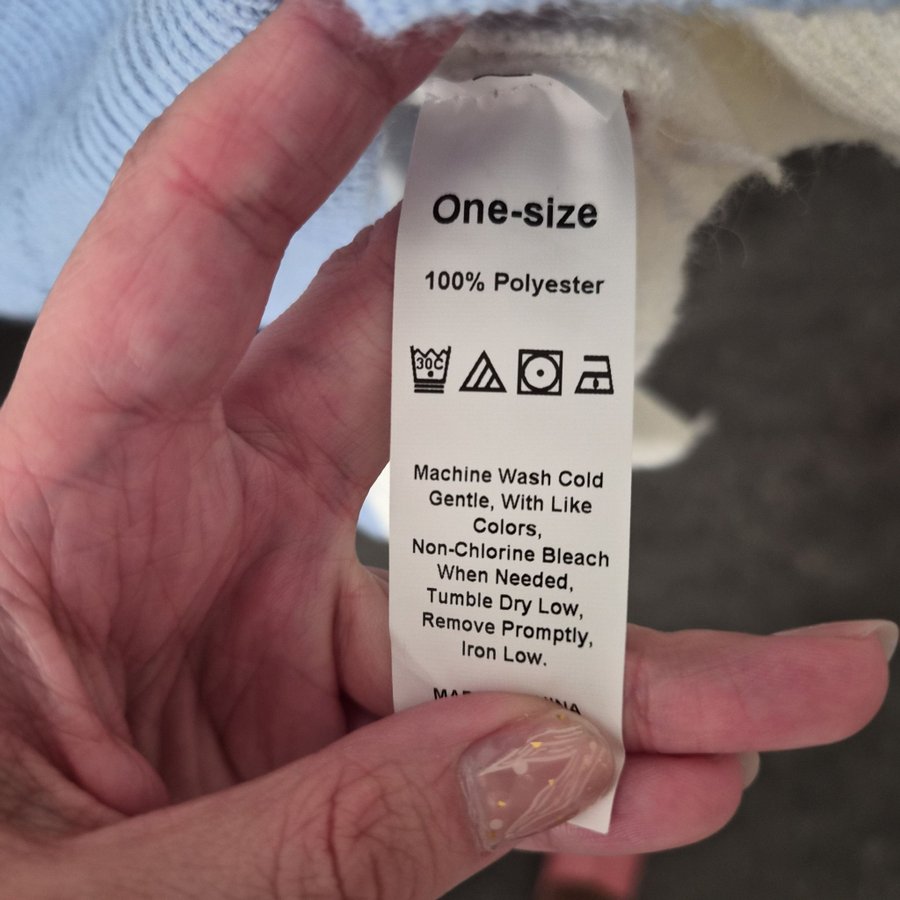 One-size
100% Polyester
30C
Machine Wash Cold
Gentle, With Like
Colors,
Non-Chlorine Bleach
When Needed,
Tumble Dry Low,
Remove Promptly,
Iron Low.